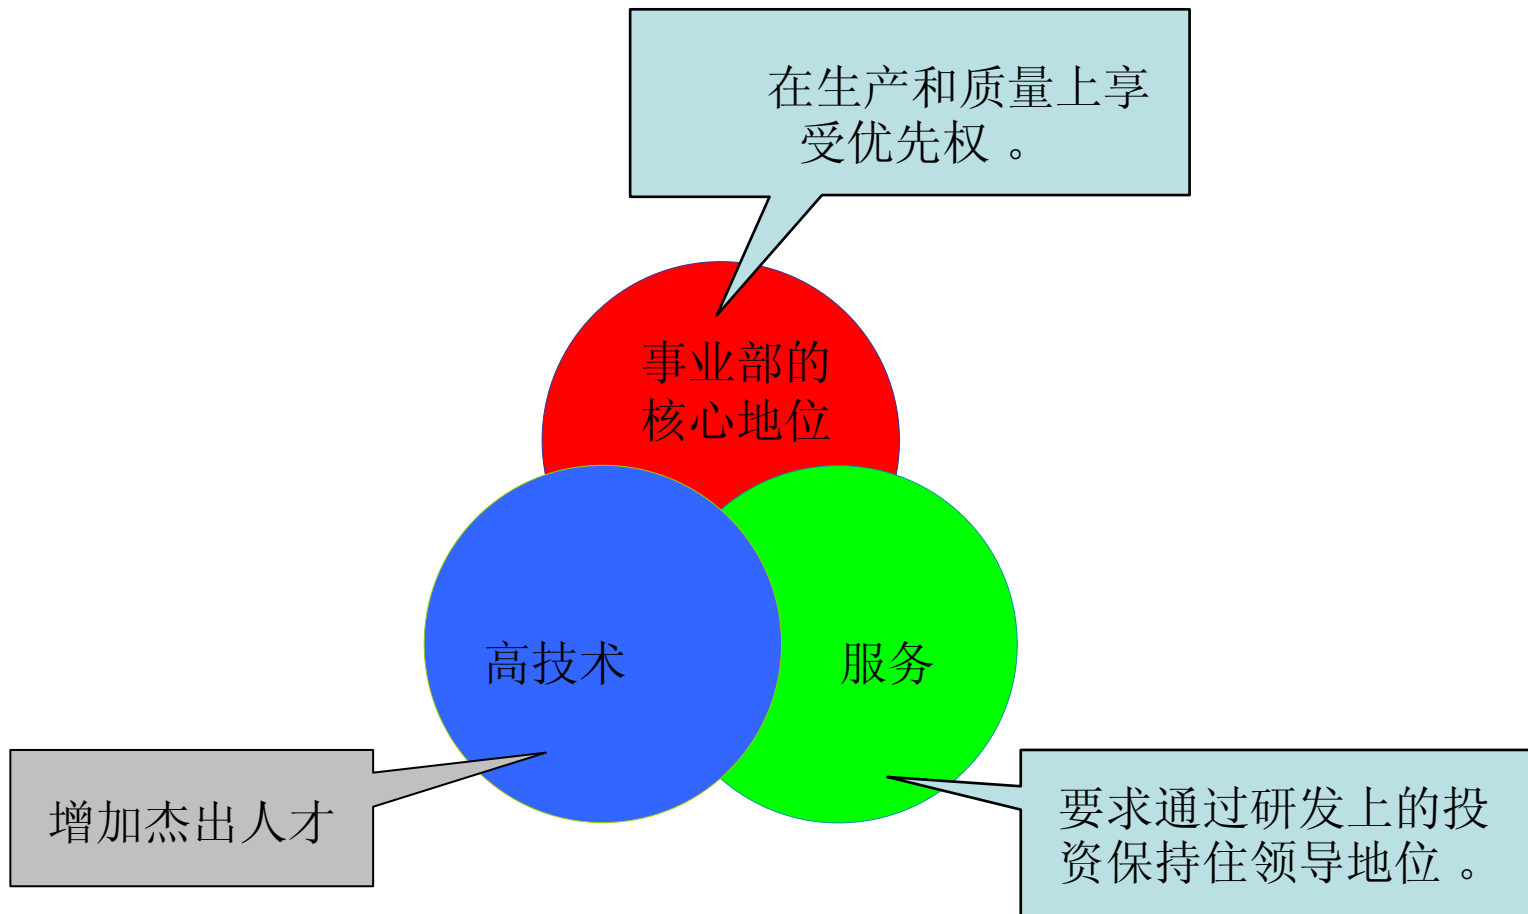 在生产和质量上享
受优先权 。
事业部的
核心地位
高技术
服务
增加杰出人才
要求通过研发上的投
资保持住领导地位 。